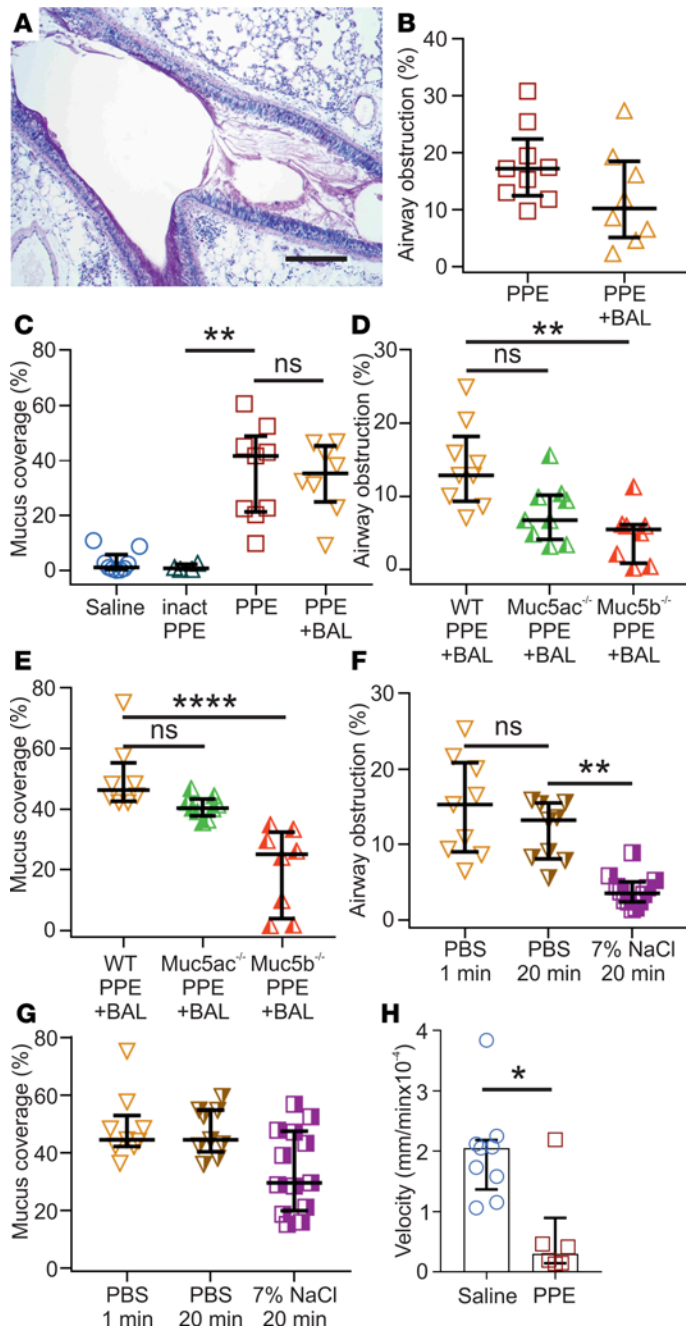 A
B
Airway obstruction (%)
40
30
20
10
0
PPE
PPE
+BAL
C
Mucus coverage (%)
80
60
40
20
0
**
ns
Saline
inact
PPE
PPE
PPE
+BAL
D
Airway obstruction (%)
30
20
10
0
**
ns
WT
PPE
+BAL
Muc5ac-/-
PPE
+BAL
Muc5b-/-
PPE
+BAL
E
Mucus coverage (%)
80
60
40
20
0
****
ns
WT
PPE
+BAL
Muc5ac-/-
PPE
+BAL
Muc5b-/-
PPE
+BAL
F
Airway obstruction (%)
30
20
10
0
ns
**
PBS
1 min
PBS
20 min
7% NaCl
20 min
G
Mucus coverage (%)
80
60
40
20
0
PBS
1 min
PBS
20 min
7% NaCl
20 min
H
Velocity (mm/minx10-4)
4
3
2
1
0
*
Saline
PPE